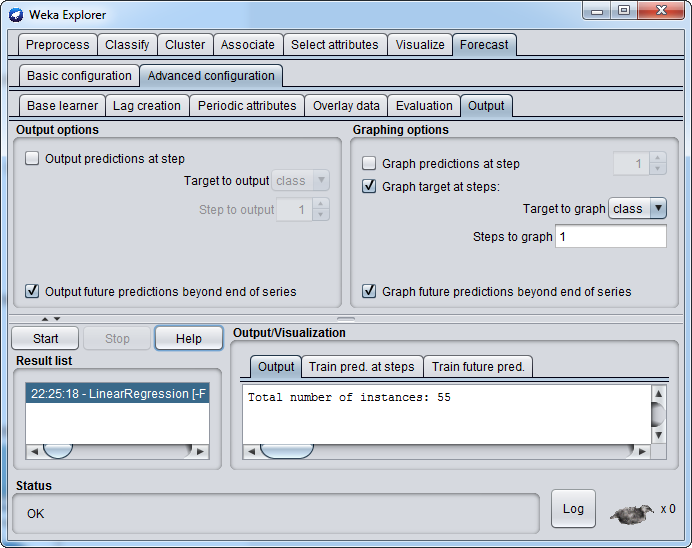 Weka Explorer
Preprocess Classify Cluster Associate Select attributes Visualize Forecast
Basic configuration Advanced configuration
Base learner Lag creation Periodic attributes Overlay data Evaluation Output
Output options
Output predictions at step
Target to output class
Step to output 1
Output future predictions beyond end of series
Graphing options
Graph predictions at step 1
Graph target at steps:
Target to graph class
Steps to graph 1
Graph future predictions beyond end of series
Start Stop Help
Result list
22:25:18 - LinearRegression [-F
Output/Visualization
Output Train pred. at steps Train future pred.
Total number of instances: 55
Status
OK
Log
x 0